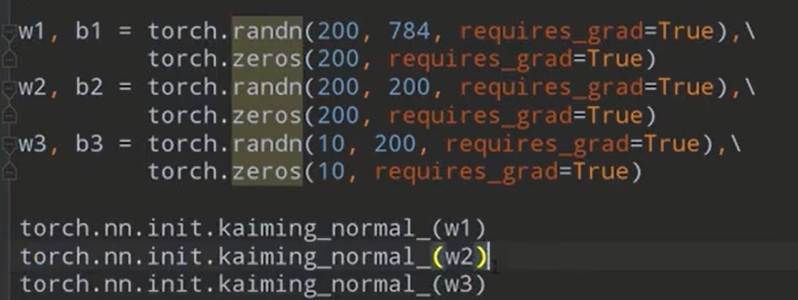 w1, b1 = torch.randn(200, 784, requires_grad=True),\
torch.zeros(200, requires_grad=True)
w2, b2 = torch.randn(200, 200, requires_grad=True),\
torch.zeros(200, requires_grad=True)
w3, b3 = torch.randn(10, 200, requires_grad=True),\
torch.zeros(10, requires_grad=True)
torch.nn.init.kaiming_normal_(w1)
torch.nn.init.kaiming_normal_(w2)
torch.nn.init.kaiming_normal_(w3)